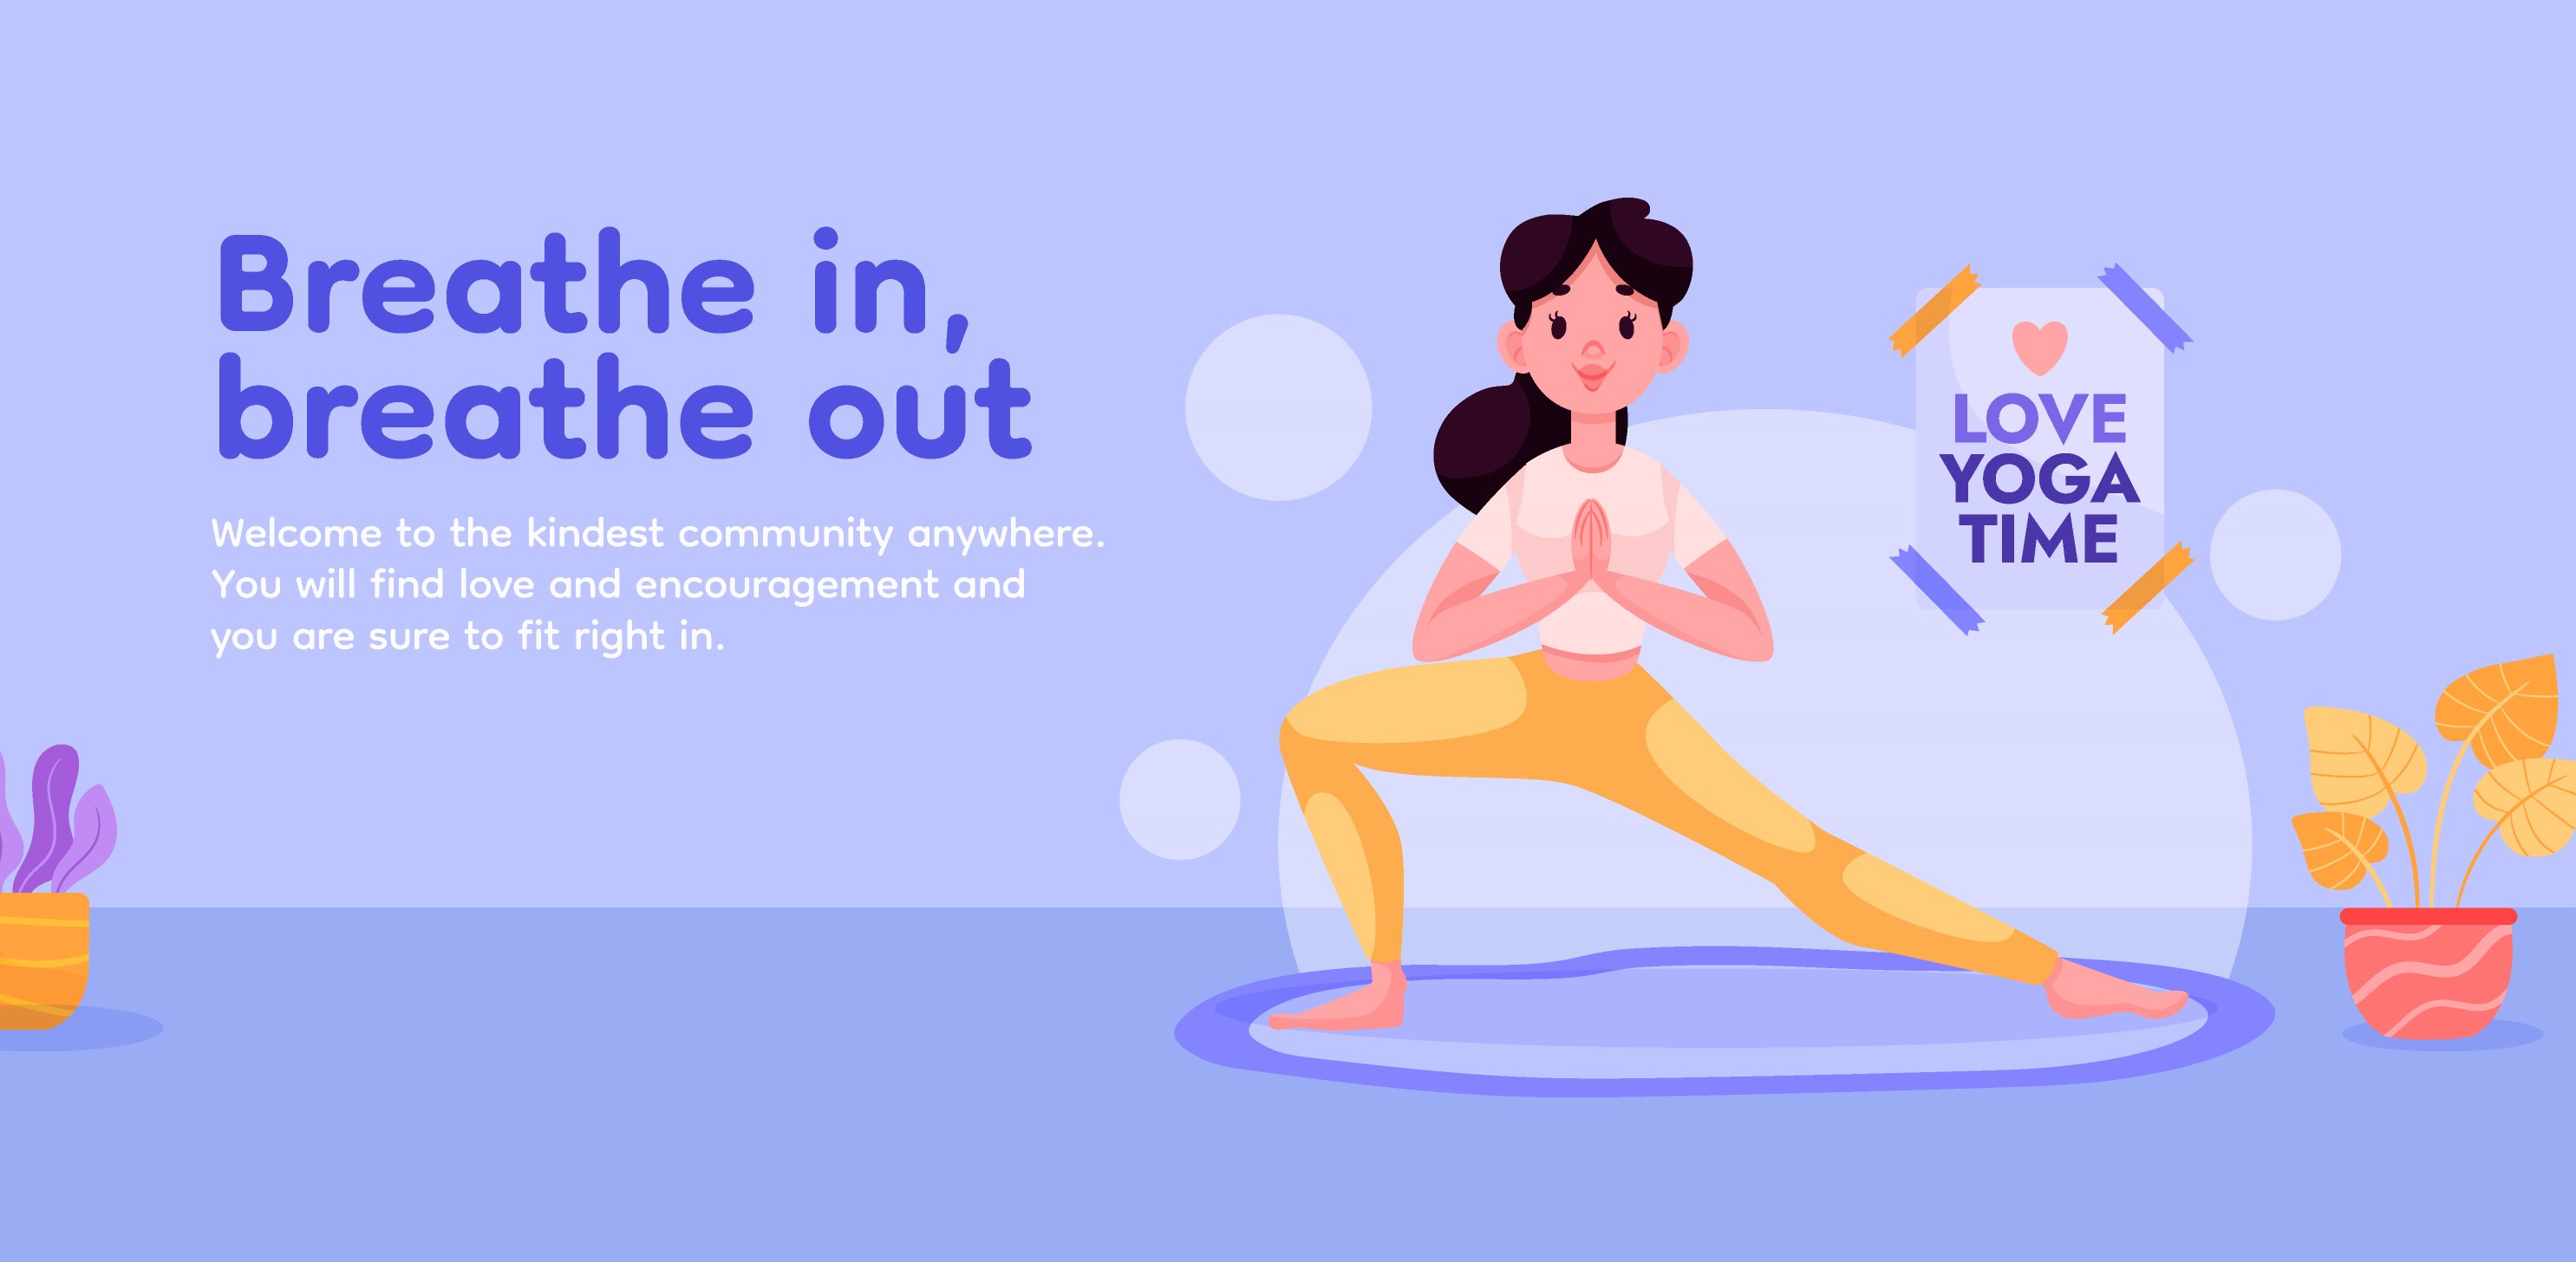 Breathe in,
breathe out
Welcome to the kindest community anywhere.
You will find love and encouragement and
you are sure to fit right in.
LOVE
YOGA
TIME